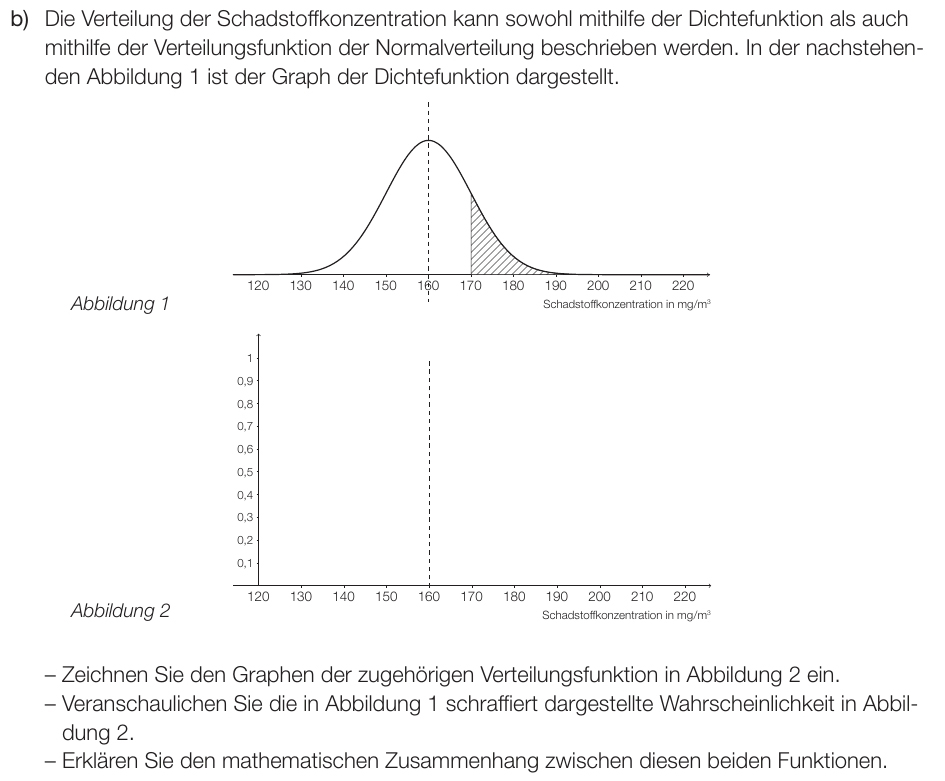 b) Die Verteilung der Schadstoffkonzentration kann sowohl mithilfe der Dichtefunktion als auch
mithilfe der Verteilungsfunktion der Normalverteilung beschrieben werden. In der nachstehen-
den Abbildung 1 ist der Graph der Dichtefunktion dargestellt.
120 130 140 150 160 170 180 190 200 210 220
Schadstoffkonzentration in mg/m³
Abbildung 1
1
0,9
0,8
0,7
0,6
0,5
0,4
0,3
0,2
0,1
120 130 140 150 160 170 180 190 200 210 220
Schadstoffkonzentration in mg/m³
Abbildung 2
– Zeichnen Sie den Graphen der zugehörigen Verteilungsfunktion in Abbildung 2 ein.
– Veranschaulichen Sie die in Abbildung 1 schraffiert dargestellte Wahrscheinlichkeit in Abbil-
dung 2.
– Erklären Sie den mathematischen Zusammenhang zwischen diesen beiden Funktionen.